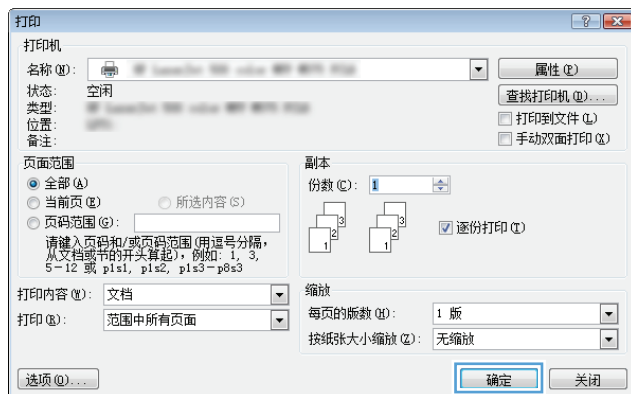 打印
打印机
名称(N):
属性(P)
状态: 空闲
查找打印机(D)...
类型:
位置:
打印到文件(L)
备注:
手动双面打印(X)
页面范围
全部(A)
当前页(E) 所选内容(S)
页码范围(G):
请键入页码和/或页码范围(用逗号分隔，
从文档或节的开头算起)，例如: 1, 3,
5-12 或 p1s1, p1s2, p1s3-p8s3
副本
份数(C): 1
1 2 3 1 2 3
逐份打印(T)
打印内容(W): 文档
打印(R): 范围中所有页面
缩放
每页的版数(H): 1 版
按纸张大小缩放(Z): 无缩放
选项(O)...
确定 关闭